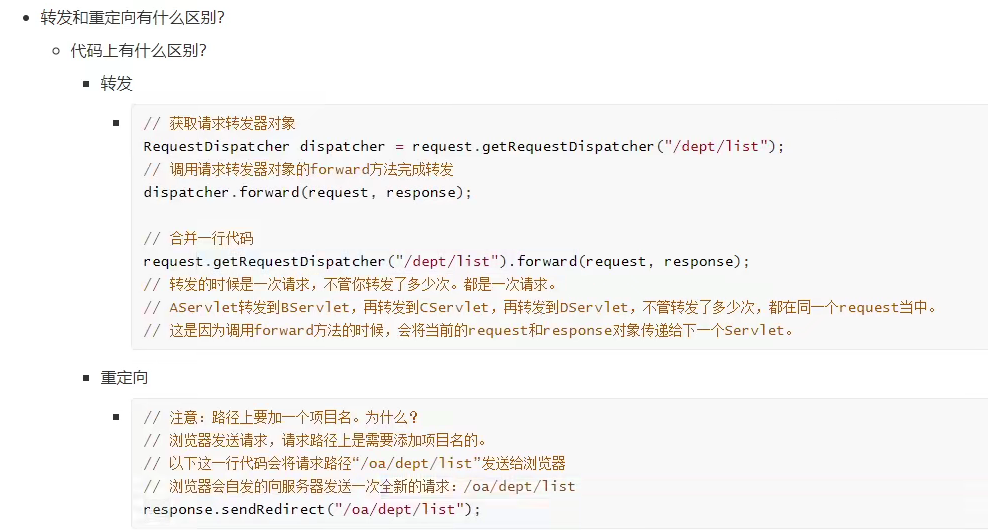 转发和重定向有什么区别?
代码上有什么区别?
转发
// 获取请求转发器对象
RequestDispatcher dispatcher = request.getRequestDispatcher("/dept/list");
// 调用请求转发器对象的forward方法完成转发
dispatcher.forward(request, response);
// 合并一行代码
request.getRequestDispatcher("/dept/list").forward(request, response);
// 转发的时候是一次请求，不管你转发了多少次。都是一次请求。
// AServlet转发到BServlet，再转发到CServlet，再转发到DServlet，不管转发了多少次，都在同一个request当中。
// 这是因为调用forward方法的时候，会将当前的request和response对象传递给下一个Servlet。
重定向
// 注意：路径上要加一个项目名。为什么？
// 浏览器发送请求，请求路径上是需要添加项目名的。
// 以下这一行代码会将请求路径“/oa/dept/list”发送给浏览器
// 浏览器会自发的向服务器发送一次全新的请求：/oa/dept/list
response.sendRedirect("/oa/dept/list");